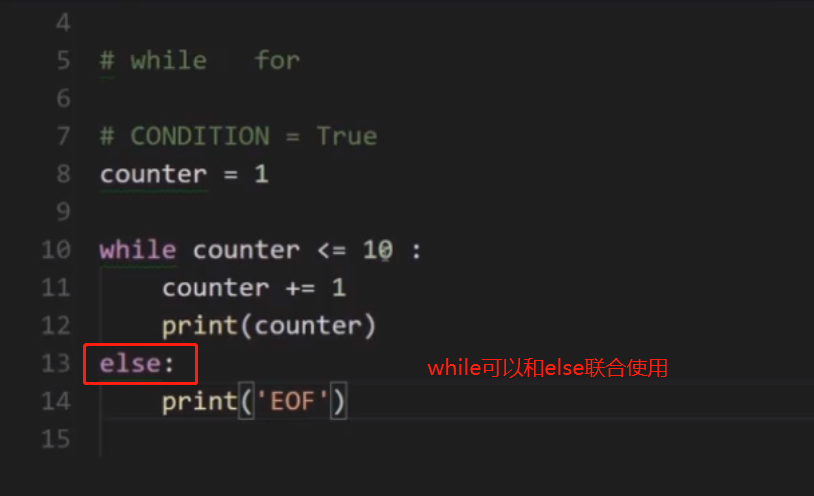 4
5 # while   for
6
7 # CONDITION = True
8 counter = 1
9
10 while counter <= 10 :
11     counter += 1
12     print(counter)
13 else:     while可以和else联合使用
14     print('EOF')
15